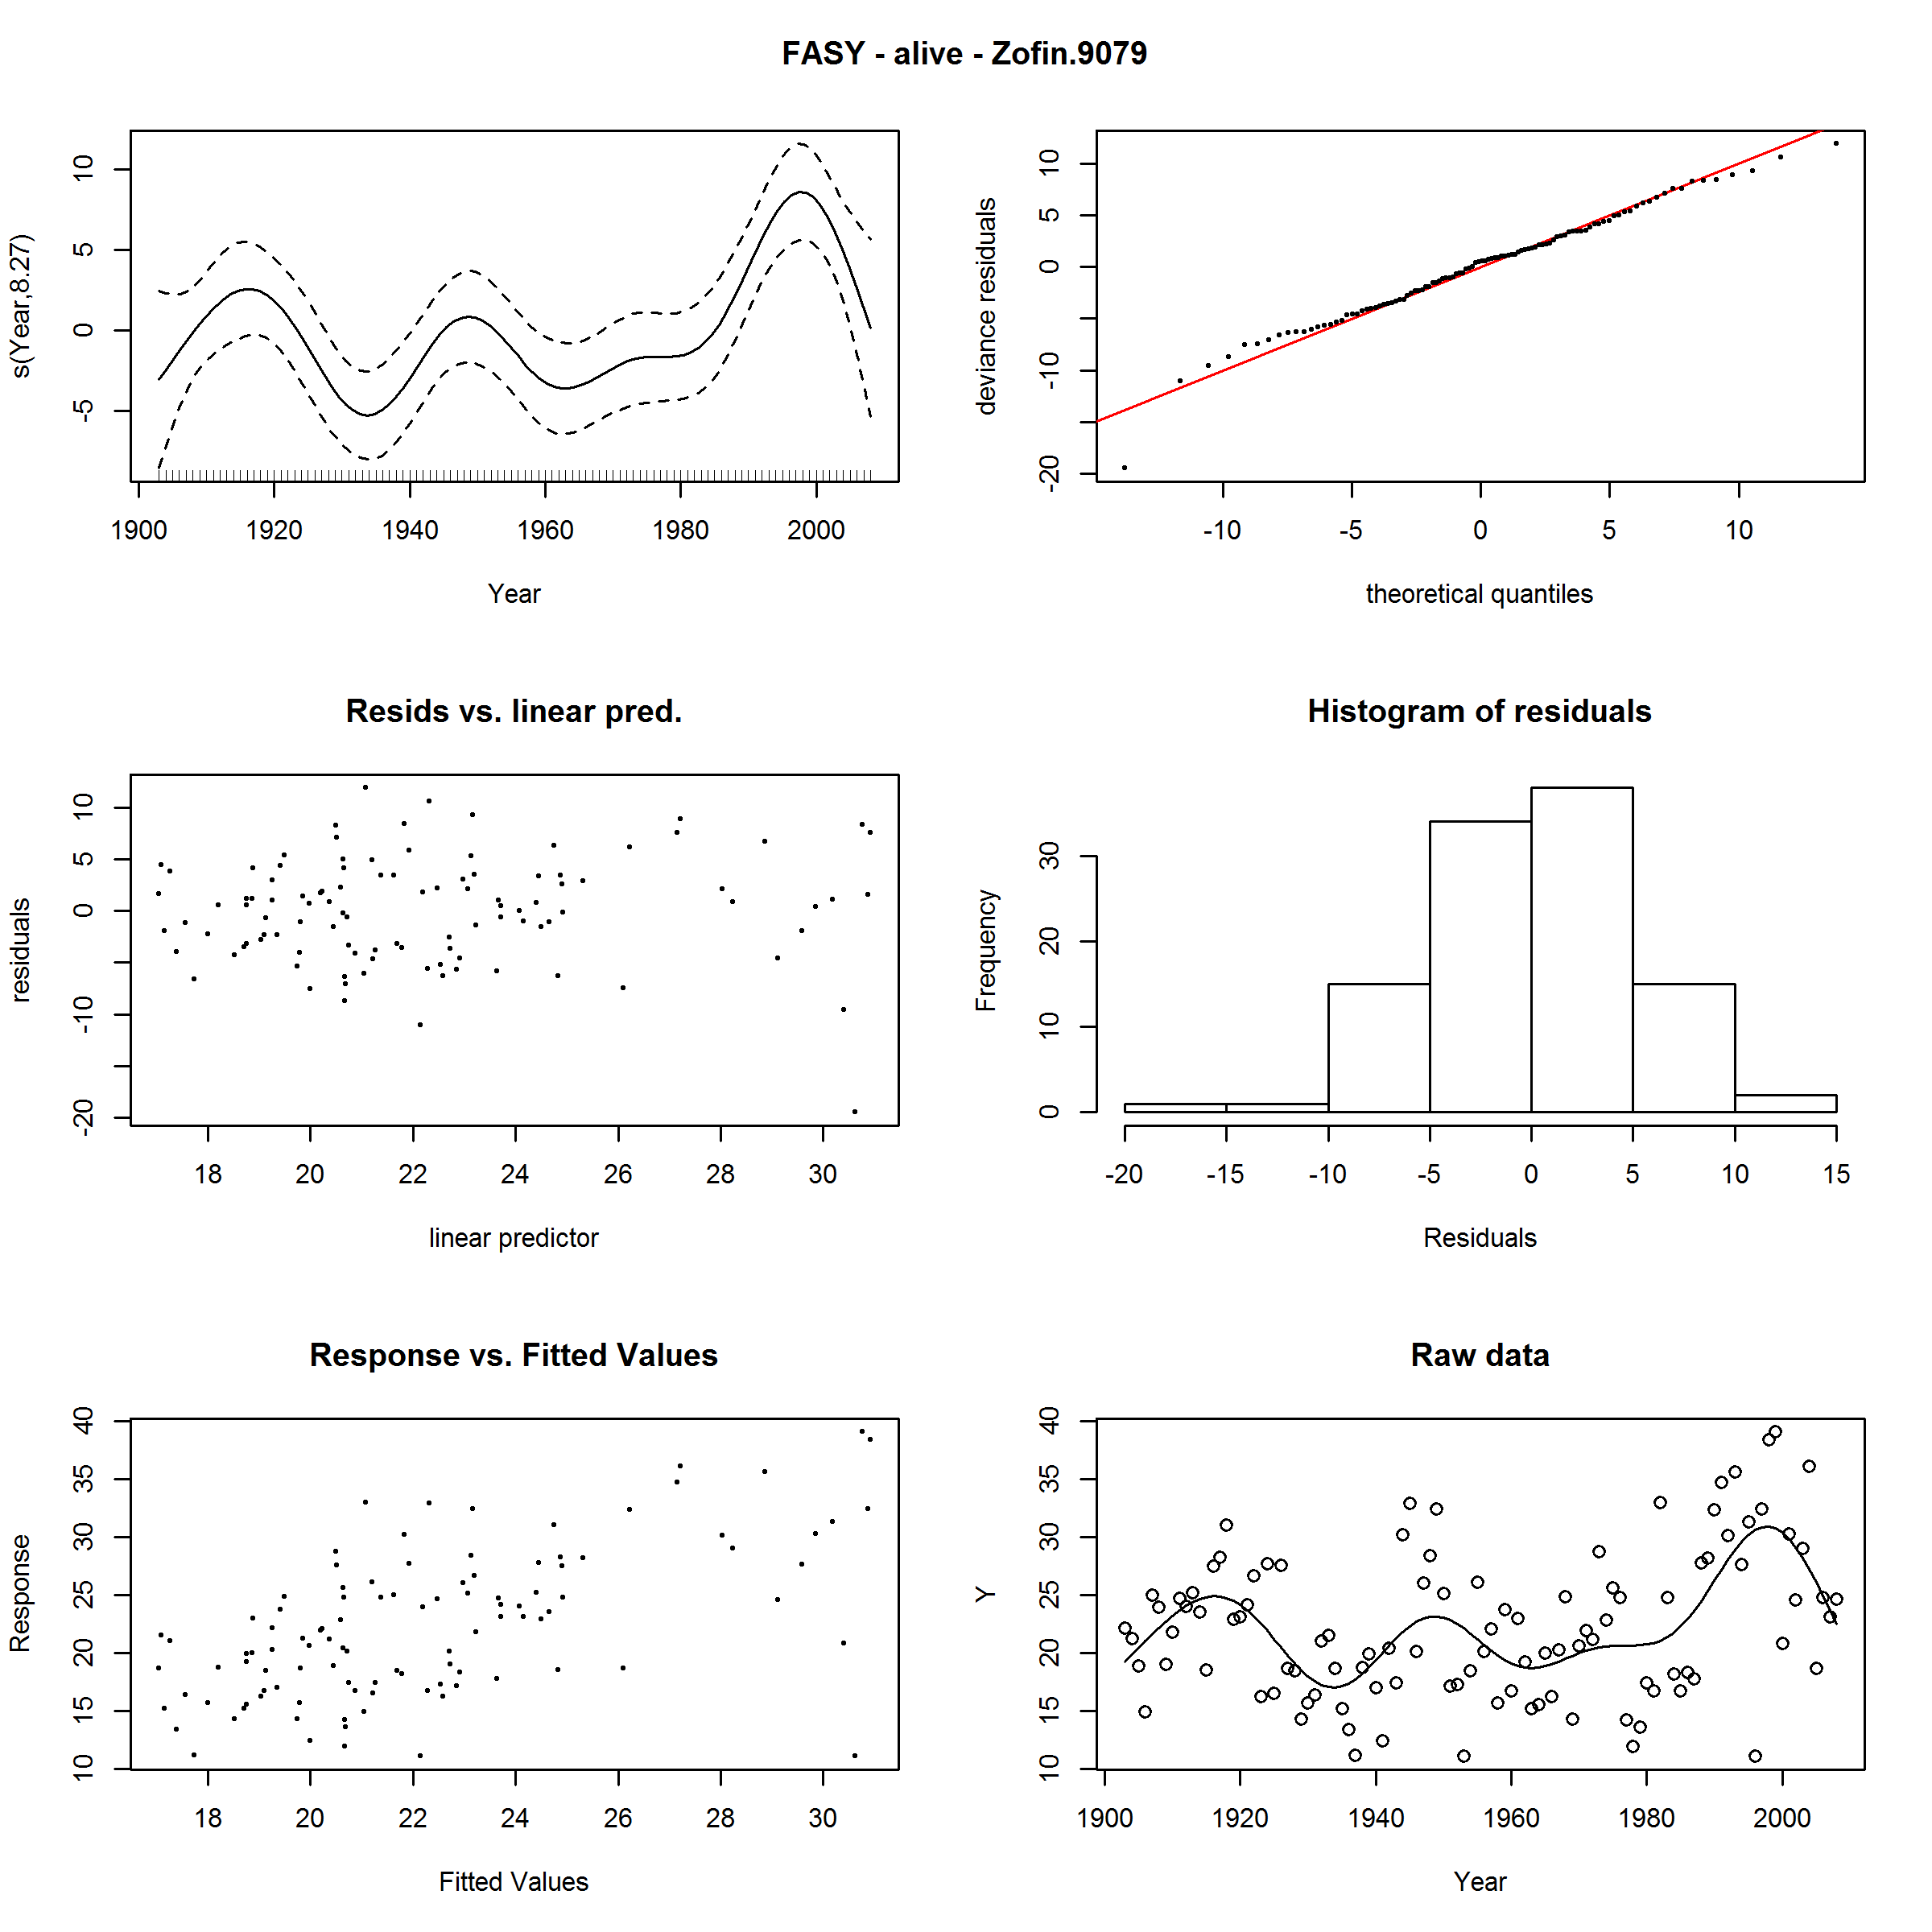 FASY - alive - Zofin.9079
s(Year,8.27)
10
5
0
-5
1900 1920 1940 1960 1980 2000
Year
deviance residuals
10
5
0
-10
-20
-10 -5 0 5 10
theoretical quantiles
Resids vs. linear pred.
residuals
10
5
0
-10
-20
18 20 22 24 26 28 30
linear predictor
Histogram of residuals
Frequency
30
20
10
0
-20 -15 -10 -5 0 5 10 15
Residuals
Response vs. Fitted Values
Response
40
35
30
25
20
15
10
18 20 22 24 26 28 30
Fitted Values
Raw data
Y
40
35
30
25
20
15
10
1900 1920 1940 1960 1980 2000
Year